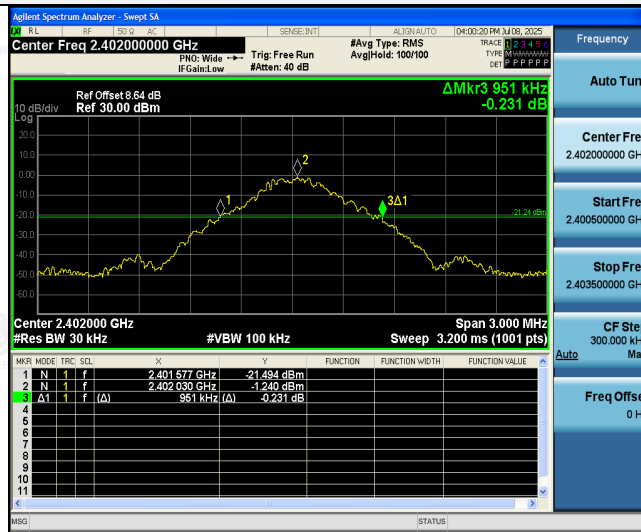 Agilent Spectrum Analyzer - Swept SA
LXI RL RF 50 Ω AC SENSE:INT ALIGN AUTO 04:00:20 PM Jul 08, 2025
Center Freq 2.402000000 GHz
PNO: Wide
IFGain:Low
Trig: Free Run
#Atten: 40 dB
#Avg Type: RMS
Avg|Hold: 100/100
TRACE 1 2 3 4 5 6
TYPE
DET P P P P P P
Frequency
Ref Offset 8.64 dB
Ref 30.00 dBm
10 dB/div
Log
ΔMkr3 951 kHz
-0.231 dB
20.0
10.0
0.00
-10.0
-20.0
-30.0
-40.0
-50.0
-60.0
1
2
3Δ1
-21.24 dBm
Center 2.402000 GHz
Span 3.000 MHz
#Res BW 30 kHz
#VBW 100 kHz
Sweep 3.200 ms (1001 pts)
MKR MODE TRC SCL X Y FUNCTION FUNCTION WIDTH FUNCTION VALUE
1 N 1 f 2.401 577 GHz -21.494 dBm
2 N 1 f 2.402 030 GHz -1.240 dBm
3 Δ1 1 f (Δ) 951 kHz (Δ) -0.231 dB
4
5
6
7
8
9
10
11
MSG
STATUS
Auto Tun
Center Fre
2.402000000 GH
Start Fre
2.400500000 GH
Stop Fre
2.403500000 GH
CF Ste
300.000 kH
Auto Ma
Freq Offse
0 H